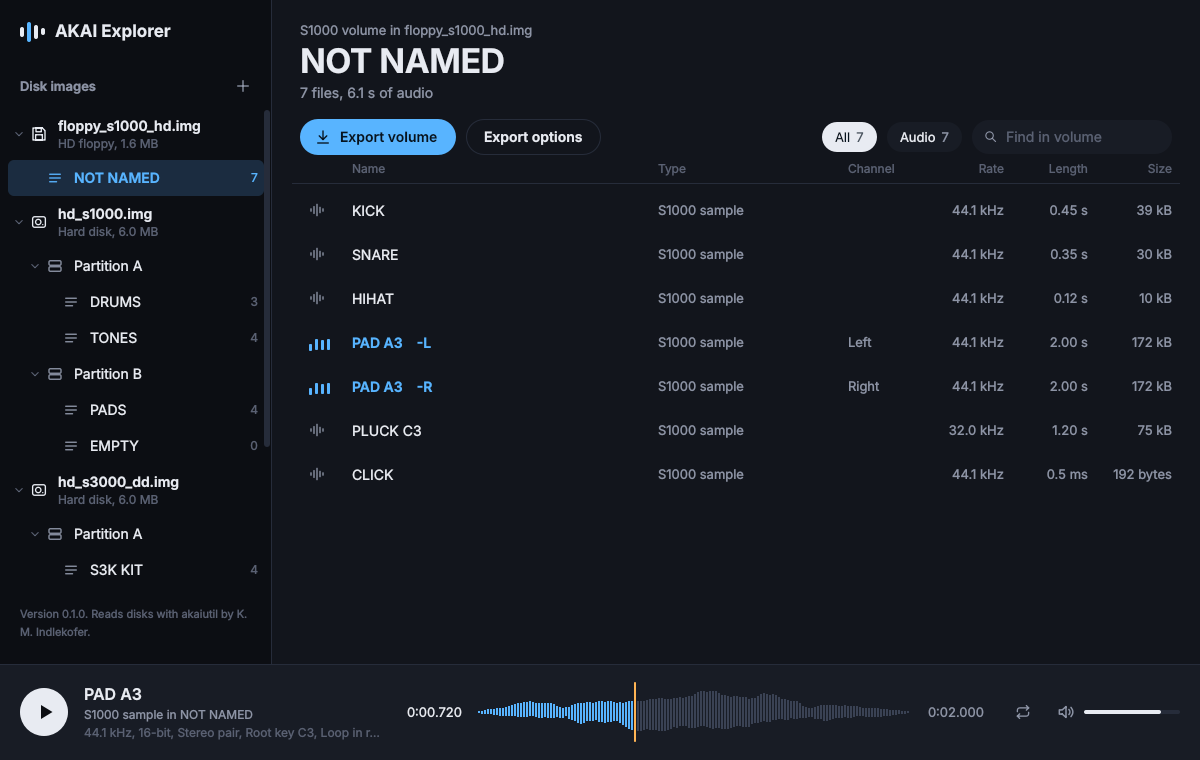 AKAI Explorer
Disk images
floppy_s1000_hd.img
HD floppy, 1.6 MB
NOT NAMED 7
hd_s1000.img
Hard disk, 6.0 MB
Partition A
DRUMS 3
TONES 4
Partition B
PADS 4
EMPTY 0
hd_s3000_dd.img
Hard disk, 6.0 MB
Partition A
S3K KIT 4
Version 0.1.0. Reads disks with akaiutil by K.
M. Indlekofer.
S1000 volume in floppy_s1000_hd.img
NOT NAMED
7 files, 6.1 s of audio
Export volume Export options All 7 Audio 7 Find in volume
Name Type Channel Rate Length Size
KICK S1000 sample 44.1 kHz 0.45 s 39 kB
SNARE S1000 sample 44.1 kHz 0.35 s 30 kB
HIHAT S1000 sample 44.1 kHz 0.12 s 10 kB
PAD A3 -L S1000 sample Left 44.1 kHz 2.00 s 172 kB
PAD A3 -R S1000 sample Right 44.1 kHz 2.00 s 172 kB
PLUCK C3 S1000 sample 32.0 kHz 1.20 s 75 kB
CLICK S1000 sample 44.1 kHz 0.5 ms 192 bytes
PAD A3
S1000 sample in NOT NAMED
44.1 kHz, 16-bit, Stereo pair, Root key C3, Loop in r...
0:00.720 0:02.000